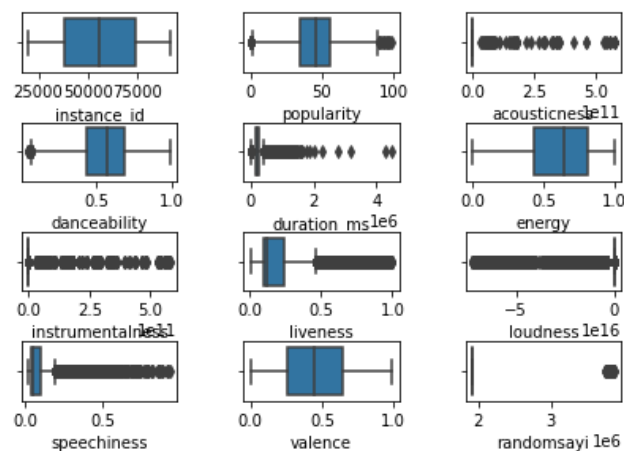 25000 50000 75000
0 50 100
0.0 2.5 5.0
1e11
instance_id
popularity
acousticness
0.5 1.0
0 2 4
1e6
0.0 0.5 1.0
danceability
duration_ms
energy
0.0 2.5 5.0
1e11
0.0 0.5 1.0
−5 0
1e16
instrumentalness
liveness
loudness
0.0 0.5
0.0 0.5 1.0
2 3
1e6
speechiness
valence
randomsayi